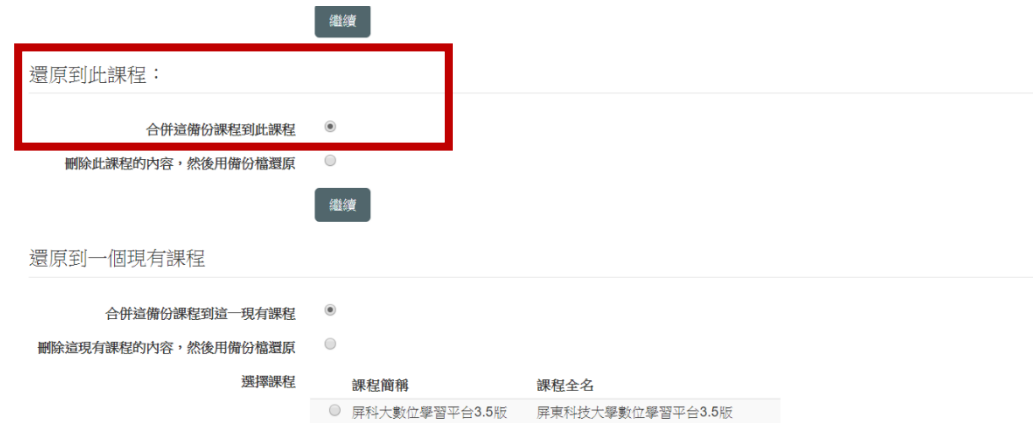 繼續
還原到此課程：
合併這備份課程到此課程
刪除此課程的內容，然後用備份檔還原
繼續
還原到一個現有課程
合併這備份課程到這一現有課程
刪除這現有課程的內容，然後用備份檔還原
選擇課程 課程簡稱 課程全名
屏科大數位學習平台3.5版 屏東科技大學數位學習平台3.5版